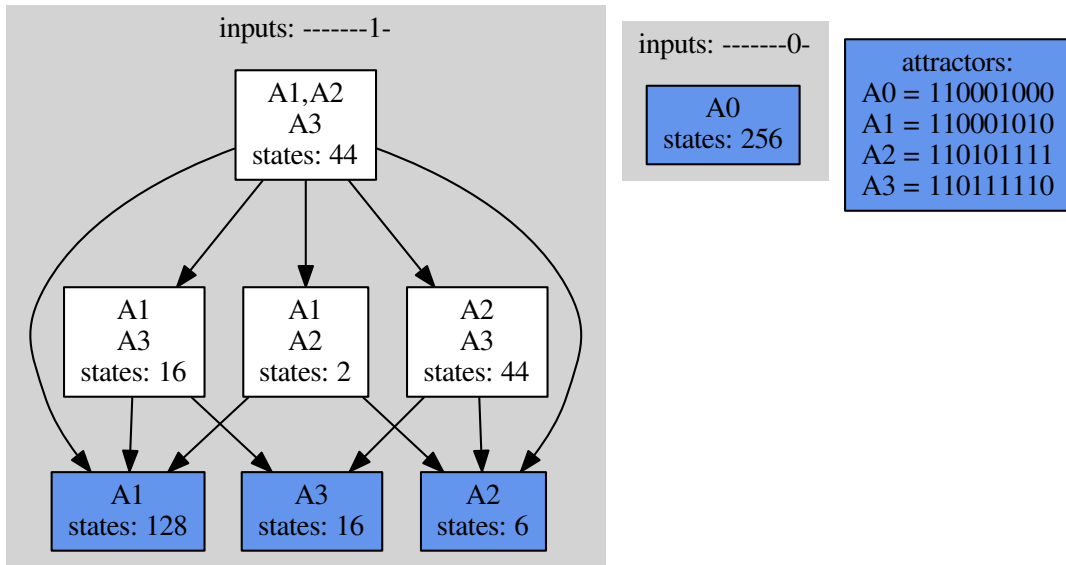 inputs: -------1-
A1,A2
A3
states: 44
A1
A3
states: 16
A1
A2
states: 2
A2
A3
states: 44
A1
states: 128
A3
states: 16
A2
states: 6
inputs: -------0-
A0
states: 256
attractors:
A0 = 110001000
A1 = 110001010
A2 = 110101111
A3 = 110111110